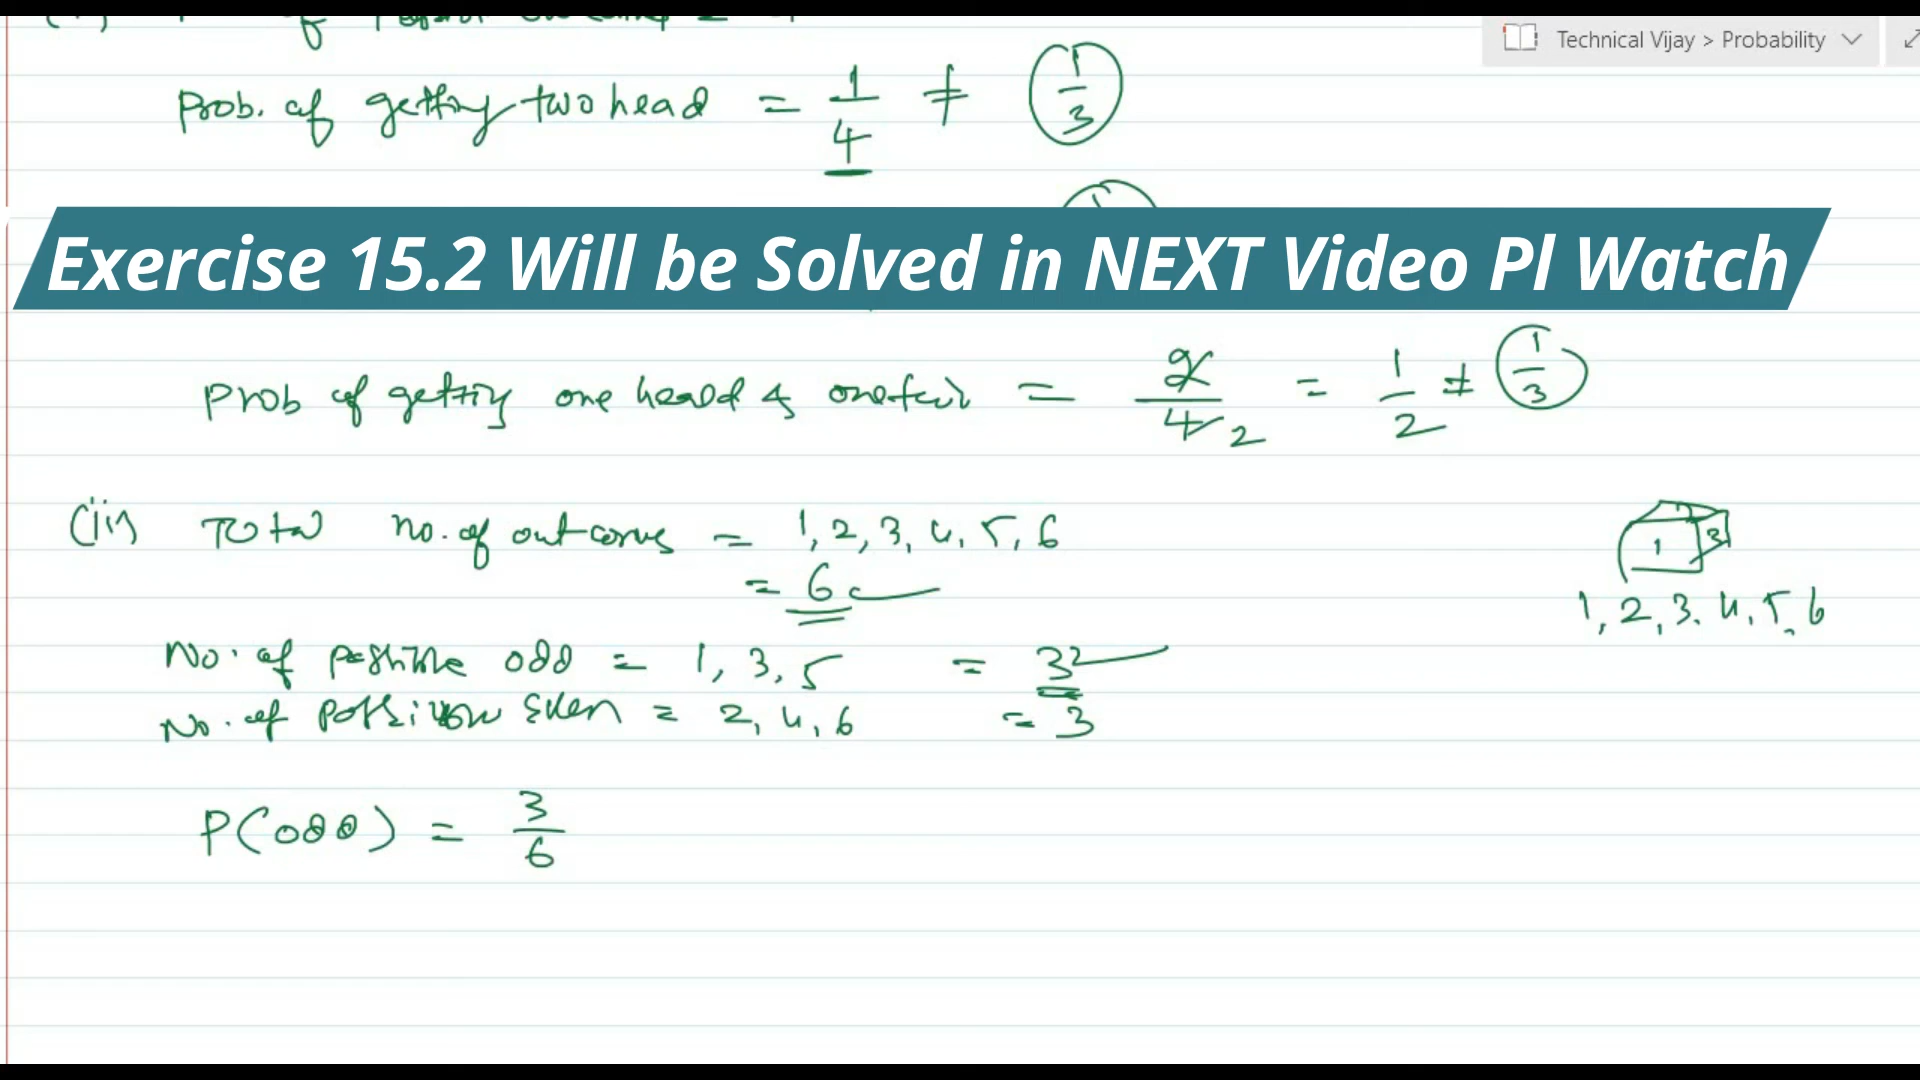 Technical Vijay > Probability
Prob. of getting two head = 1/4 ≠ 1/3
Exercise 15.2 Will be Solved in NEXT Video Pl Watch
Prob of getting one head & one tail = 2/4 2 = 1/2 ≠ 1/3
(ii) Total no. of outcomes = 1, 2, 3, 4, 5, 6
= 6
1 3
1, 2, 3, 4, 5, 6
No. of possible odd = 1, 3, 5 = 3
No. of possible even = 2, 4, 6 = 3
P(odd) = 3/6